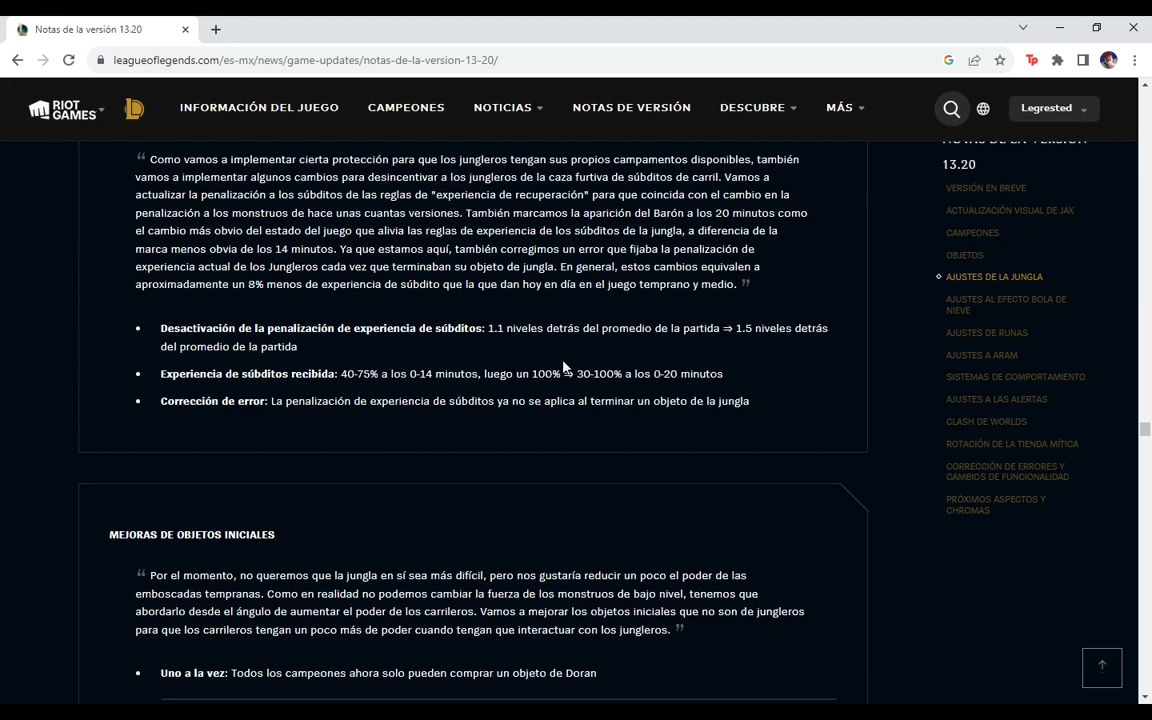 Notas de la versión 13.20
leagueoflegends.com/es-mx/news/game-updates/notas-de-la-version-13-20/
RIOT GAMES
INFORMACIÓN DEL JUEGO CAMPEONES NOTICIAS NOTAS DE VERSIÓN DESCUBRE MÁS Legrested
“ Como vamos a implementar cierta protección para que los jungleros tengan sus propios campamentos disponibles, también
vamos a implementar algunos cambios para desincentivar a los jungleros de la caza furtiva de súbditos de carril. Vamos a
actualizar la penalización a los súbditos de las reglas de "experiencia de recuperación" para que coincida con el cambio en la
penalización a los monstruos de hace unas cuantas versiones. También marcamos la aparición del Barón a los 20 minutos como
el cambio más obvio del estado del juego que alivia las reglas de experiencia de los súbditos de la jungla, a diferencia de la
marca menos obvia de los 14 minutos. Ya que estamos aquí, también corregimos un error que fijaba la penalización de
experiencia actual de los Jungleros cada vez que terminaban su objeto de jungla. En general, estos cambios equivalen a
aproximadamente un 8% menos de experiencia de súbdito que la que dan hoy en día en el juego temprano y medio. ”
• Desactivación de la penalización de experiencia de súbditos: 1.1 niveles detrás del promedio de la partida ⇒ 1.5 niveles detrás
del promedio de la partida
• Experiencia de súbditos recibida: 40-75% a los 0-14 minutos, luego un 100% ⇒ 30-100% a los 0-20 minutos
• Corrección de error: La penalización de experiencia de súbditos ya no se aplica al terminar un objeto de la jungla
MEJORAS DE OBJETOS INICIALES
“ Por el momento, no queremos que la jungla en sí sea más difícil, pero nos gustaría reducir un poco el poder de las
emboscadas tempranas. Como en realidad no podemos cambiar la fuerza de los monstruos de bajo nivel, tenemos que
abordarlo desde el ángulo de aumentar el poder de los carrileros. Vamos a mejorar los objetos iniciales que no son de jungleros
para que los carrileros tengan un poco más de poder cuando tengan que interactuar con los jungleros. ”
• Uno a la vez: Todos los campeones ahora solo pueden comprar un objeto de Doran
NOTAS DE LA VERSIÓN
13.20
VERSIÓN EN BREVE
ACTUALIZACIÓN VISUAL DE JAX
CAMPEONES
OBJETOS
AJUSTES DE LA JUNGLA
AJUSTES AL EFECTO BOLA DE
NIEVE
AJUSTES DE RUNAS
AJUSTES A ARAM
SISTEMAS DE COMPORTAMIENTO
AJUSTES A LAS ALERTAS
CLASH DE WORLDS
ROTACIÓN DE LA TIENDA MÍTICA
CORRECCIÓN DE ERRORES Y
CAMBIOS DE FUNCIONALIDAD
PRÓXIMOS ASPECTOS Y
CHROMAS